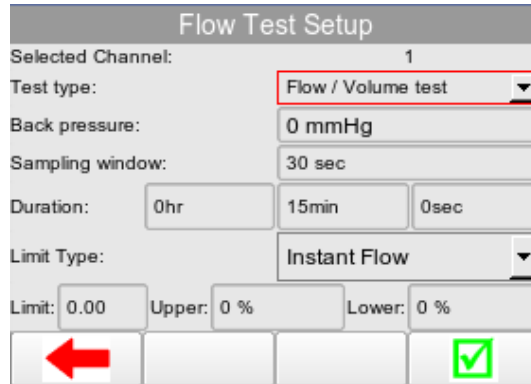 Flow Test Setup
Selected Channel: 1
Test type: Flow / Volume test
Back pressure: 0 mmHg
Sampling window: 30 sec
Duration: 0hr 15min 0sec
Limit Type: Instant Flow
Limit: 0.00 Upper: 0 % Lower: 0 %